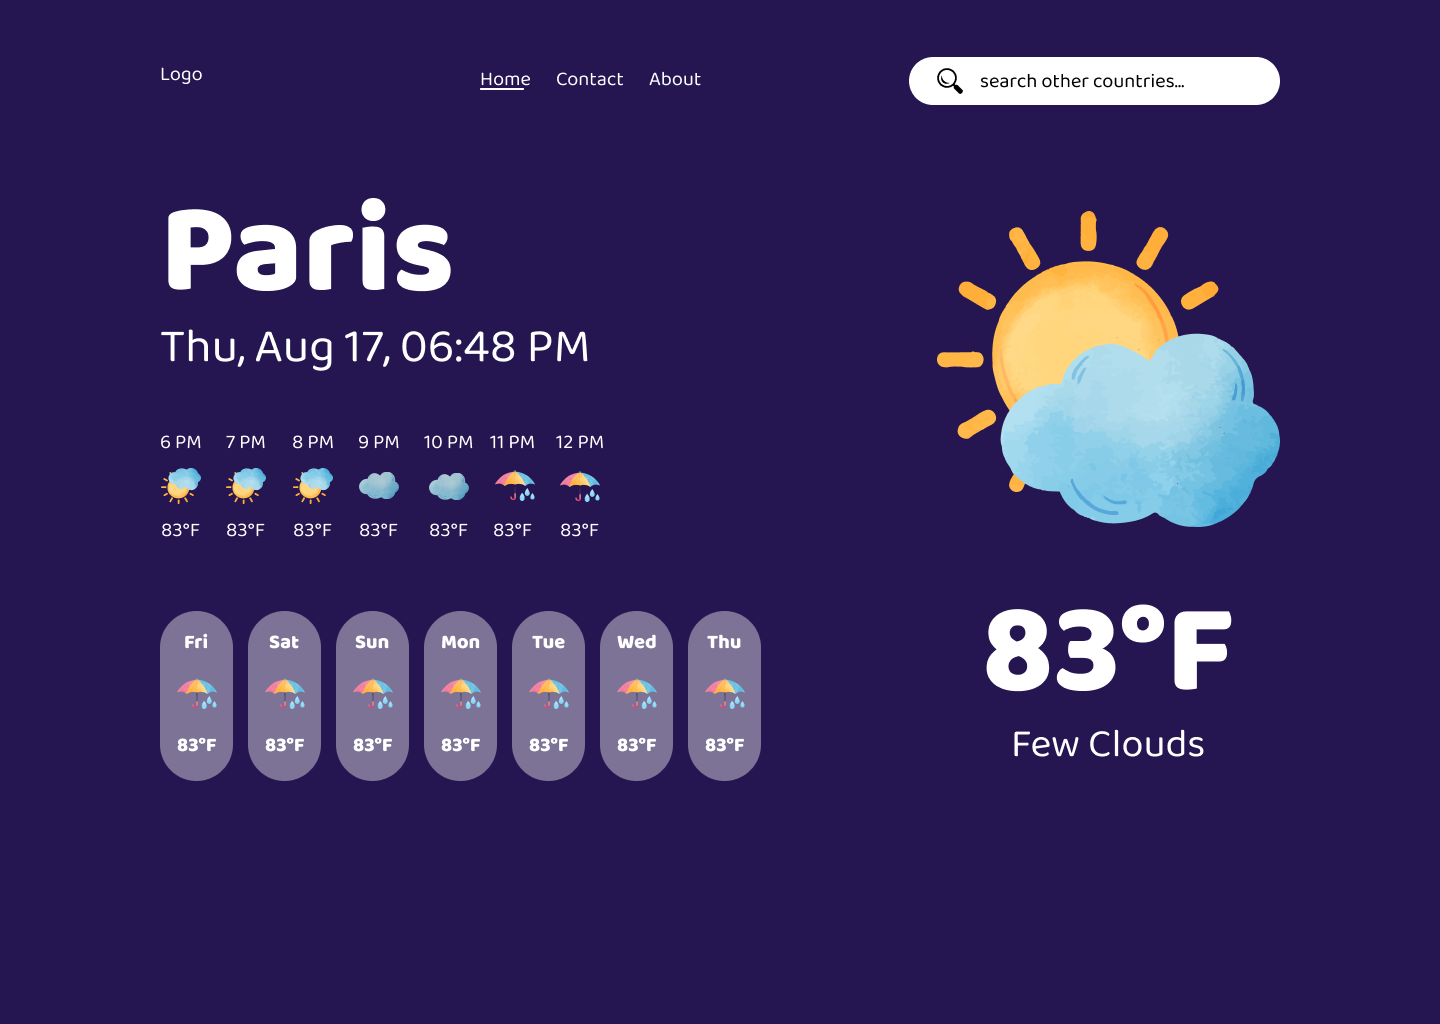 Logo
Home Contact About
search other countries...
Paris
Thu, Aug 17, 06:48 PM
6 PM 7 PM 8 PM 9 PM 10 PM 11 PM 12 PM
83°F 83°F 83°F 83°F 83°F 83°F 83°F
Fri Sat Sun Mon Tue Wed Thu
83°F 83°F 83°F 83°F 83°F 83°F 83°F
83°F
Few Clouds